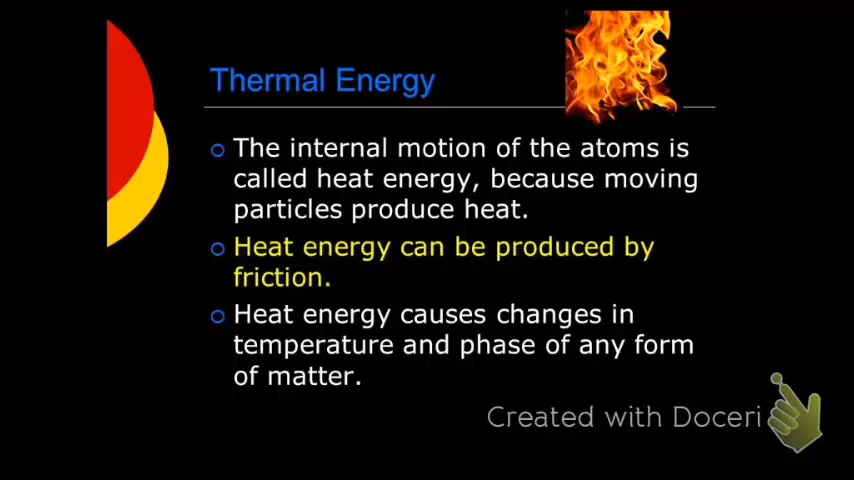 Thermal Energy
The internal motion of the atoms is
called heat energy, because moving
particles produce heat.
Heat energy can be produced by
friction.
Heat energy causes changes in
temperature and phase of any form
of matter.
Created with Doceri